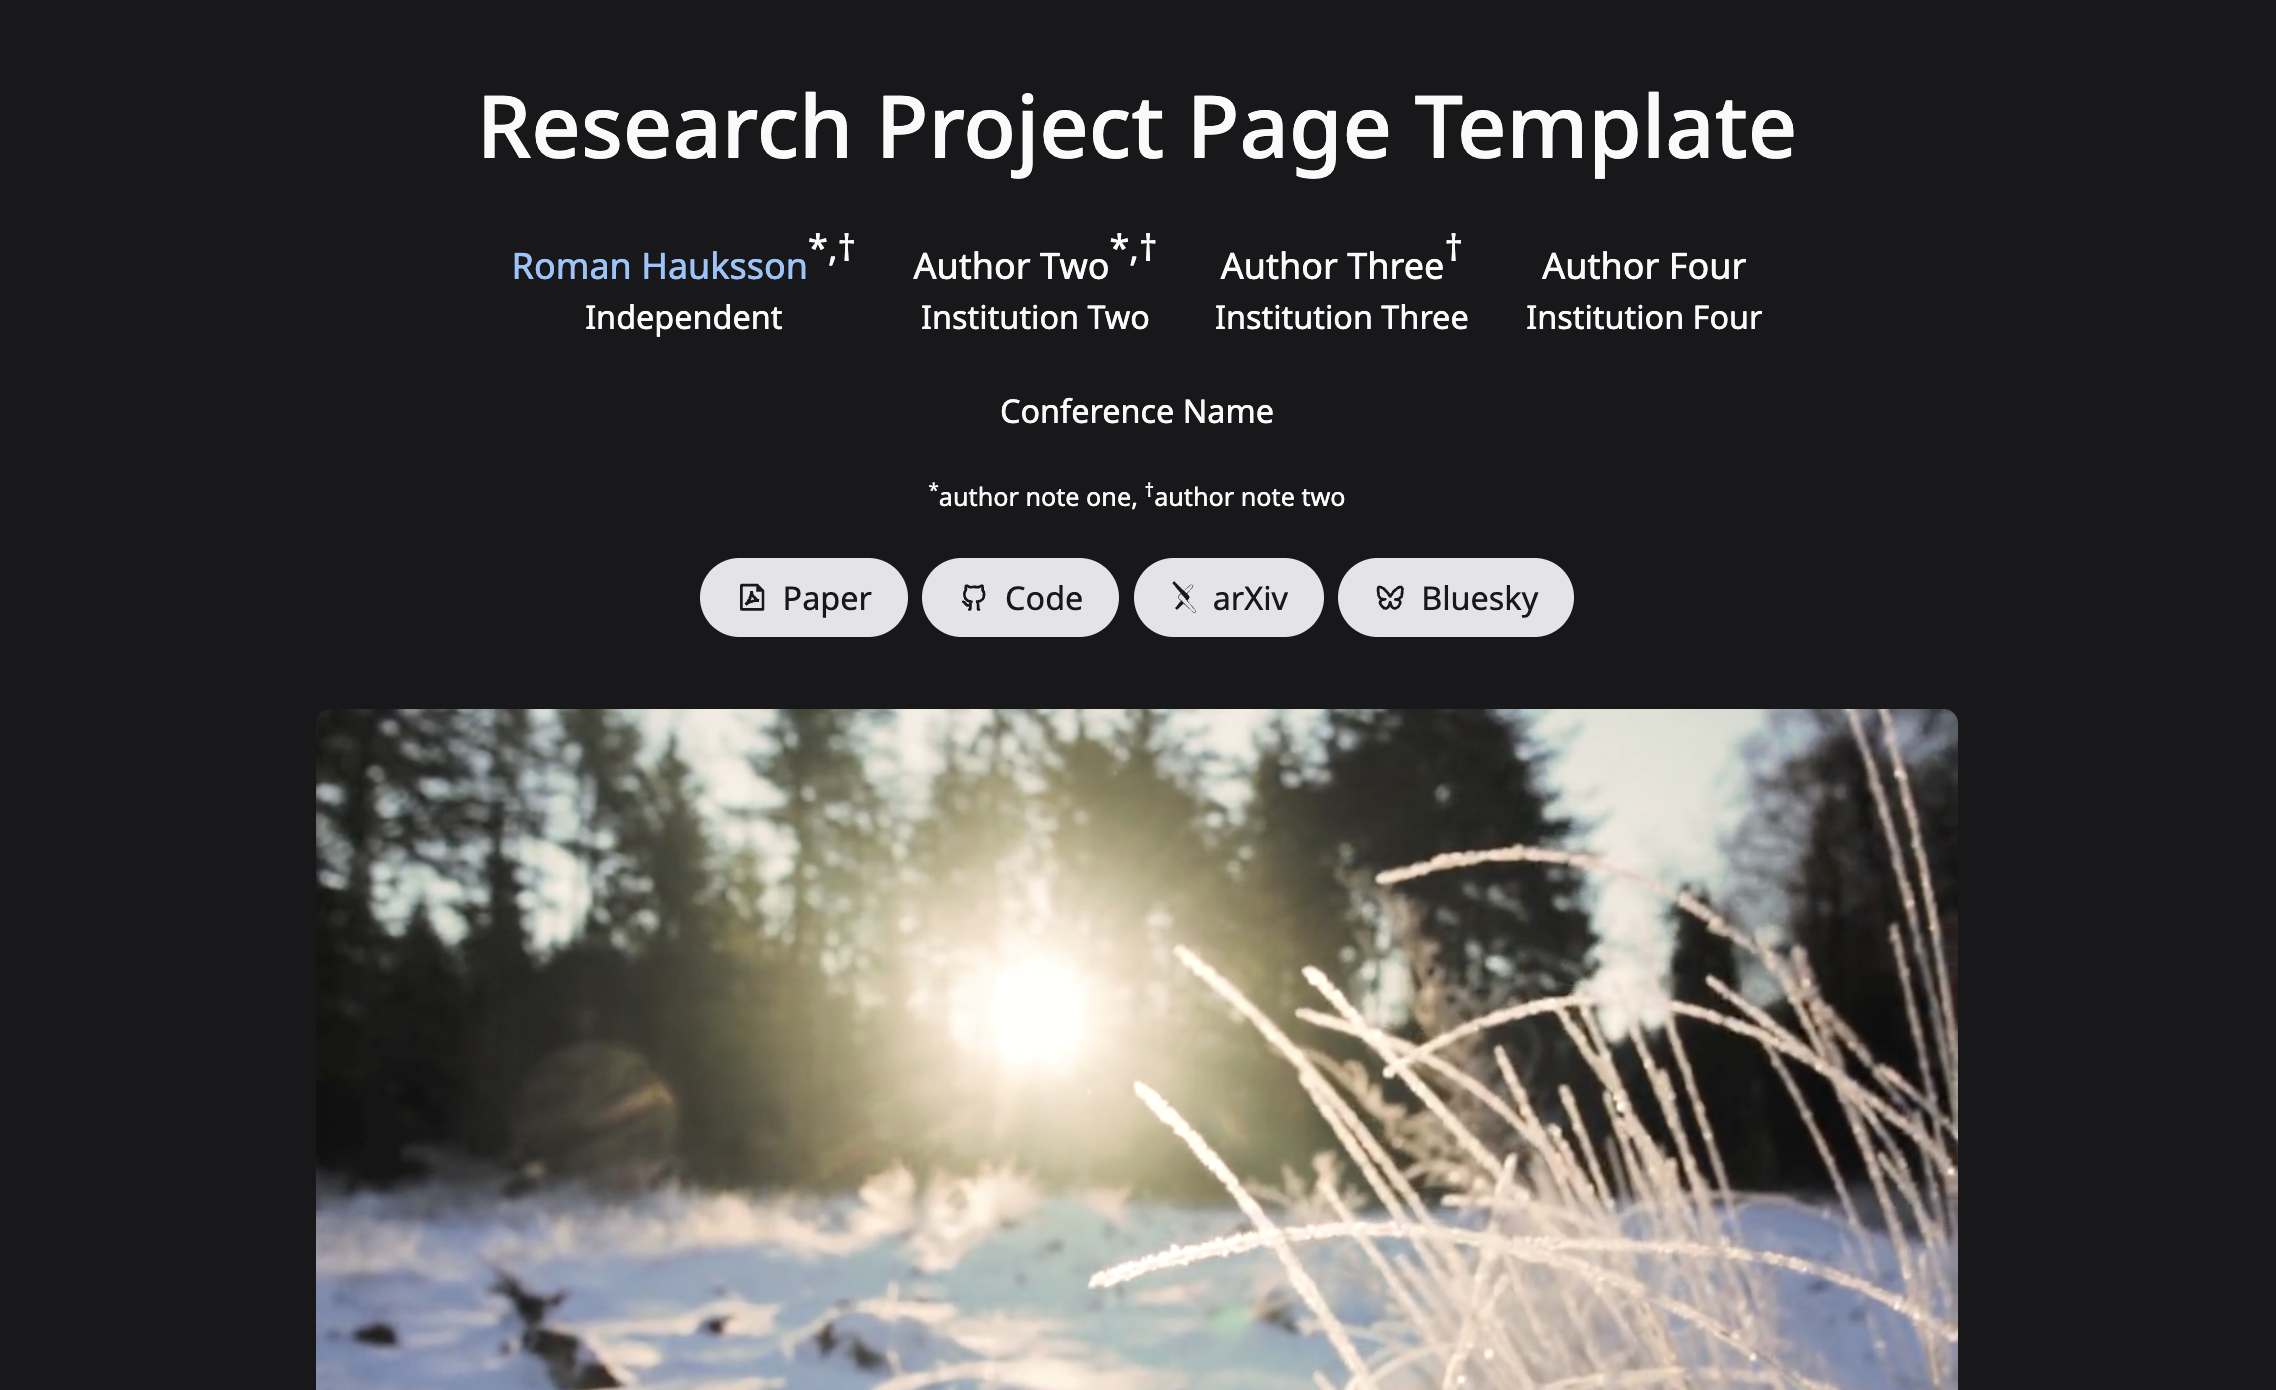 Research Project Page Template
Roman Hauksson*,† Author Two*,† Author Three† Author Four
Independent Institution Two Institution Three Institution Four
Conference Name
*author note one, †author note two
Paper Code arXiv Bluesky